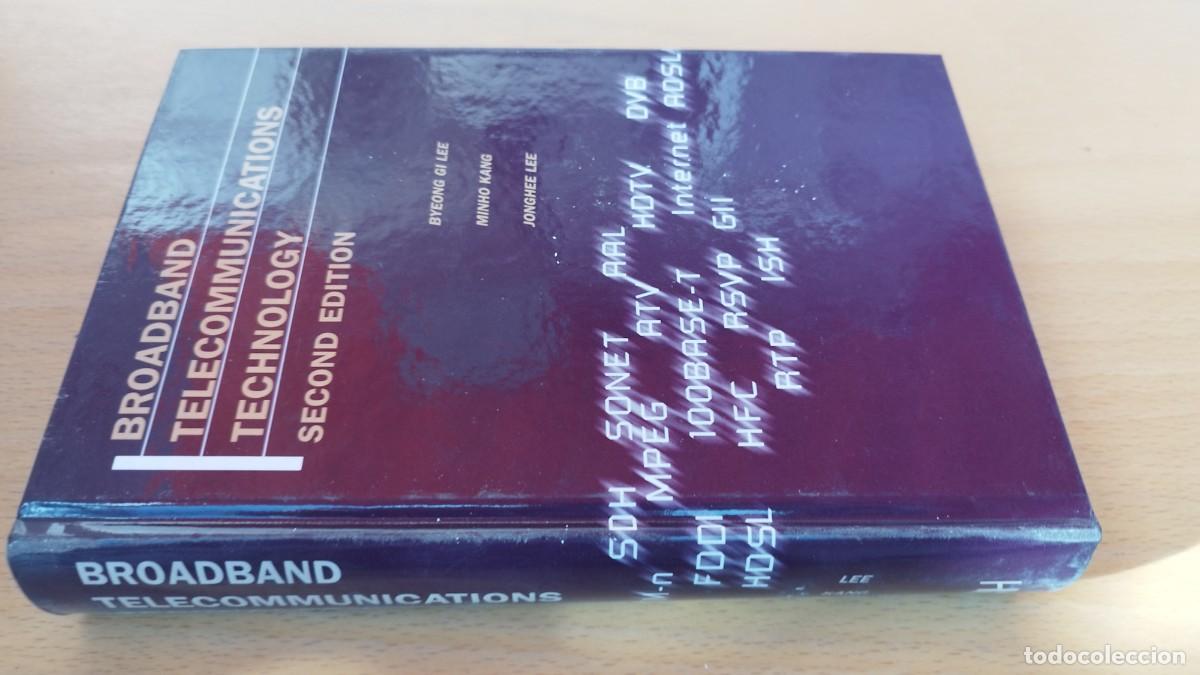 BROADBAND
TELECOMMUNICATIONS
TECHNOLOGY
SECOND EDITION
BYEONG GI LEE
MINHO KANG
JONGHEE LEE
SDH SONET AAL HDTV DVB
MPEG ATV Internet ADSL
FDDI 100BASE-T
HDSL HFC RSVP GII
RTP ISH
BROADBAND
TELECOMMUNICATIONS
LEE
KANG
todocoleccion